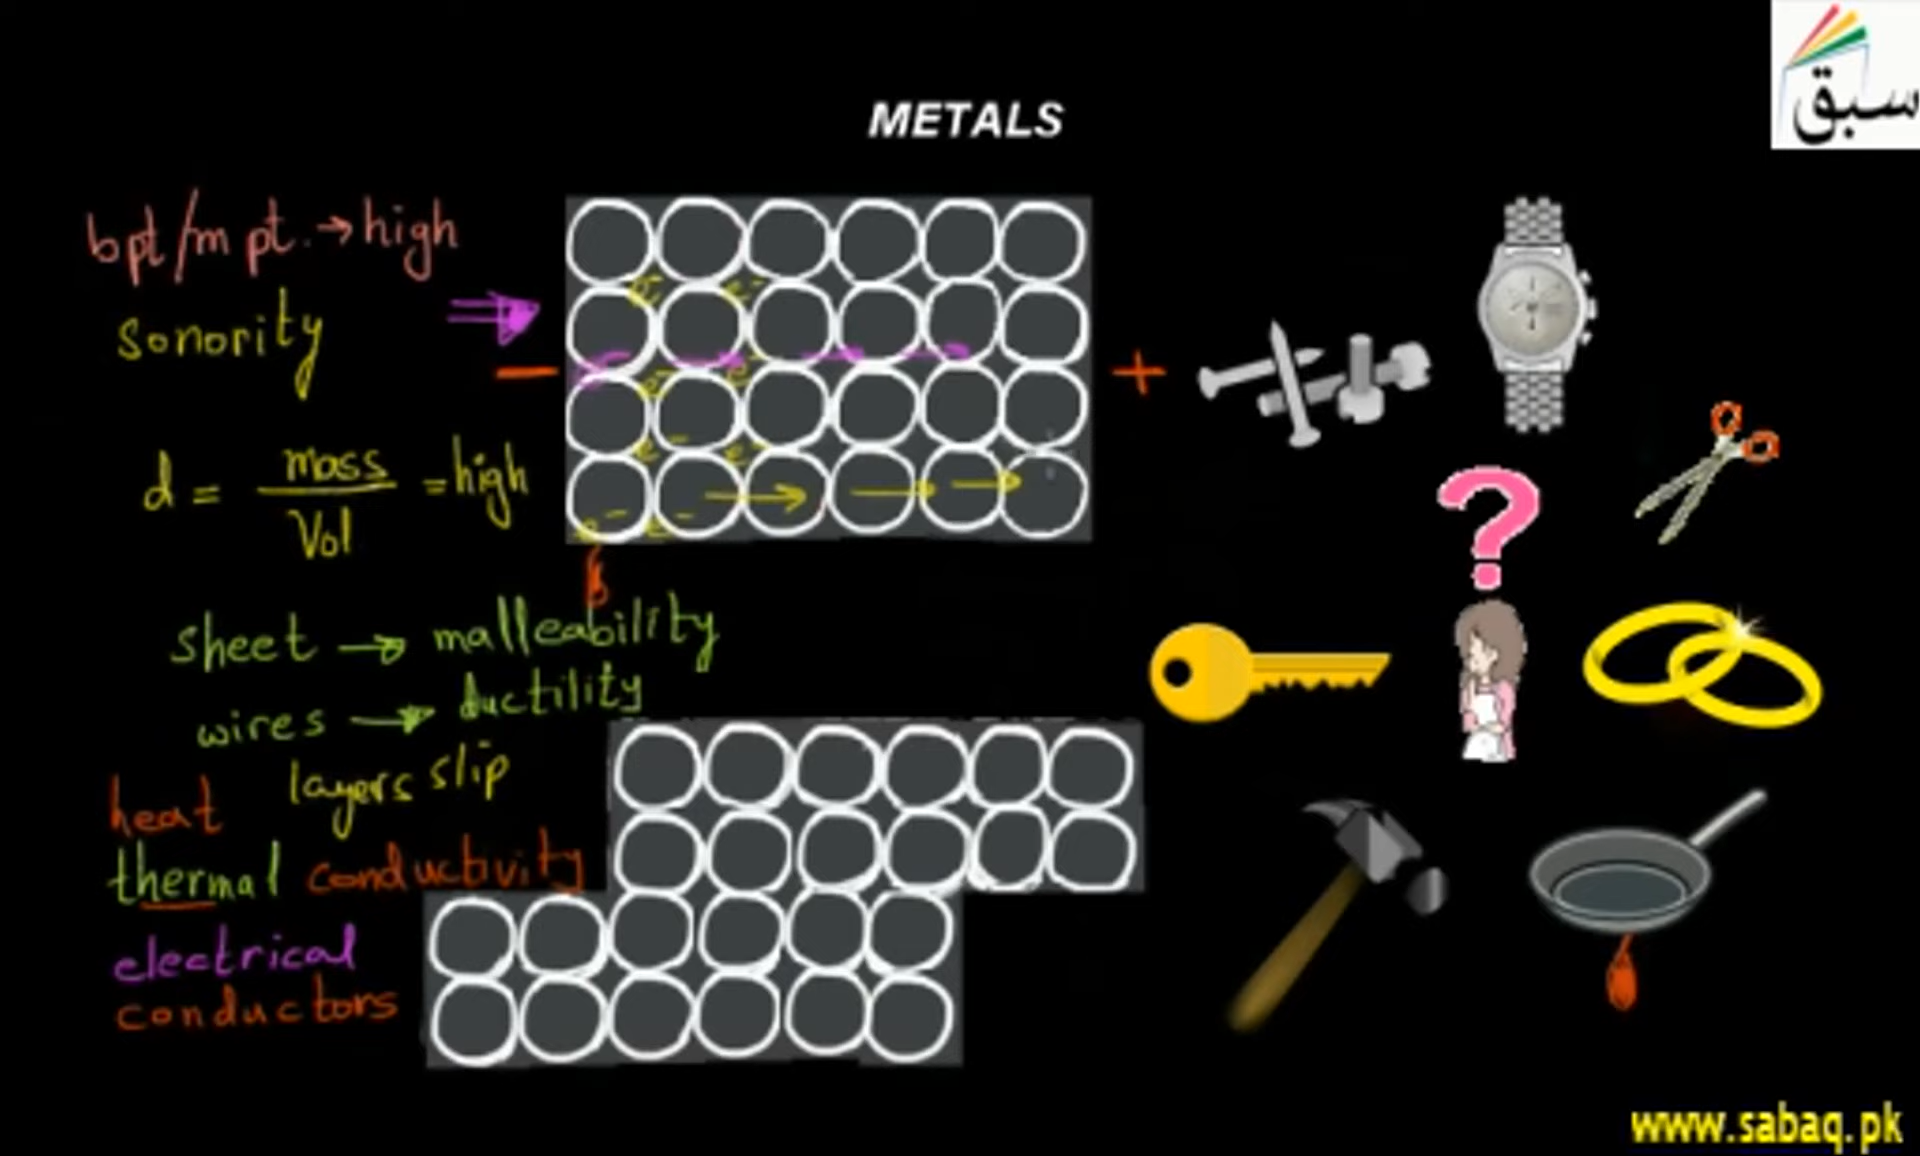 سبق
METALS
bpt/mpt. → high
sonority
d = mass / Vol = high
− +
e⁻ e⁻
e⁻ e⁻
e⁻ e⁻
e⁻ e⁻
?
sheet → malleability
wires → ductility
layers slip
heat
thermal conductivity
electrical
conductors
www.sabaq.pk